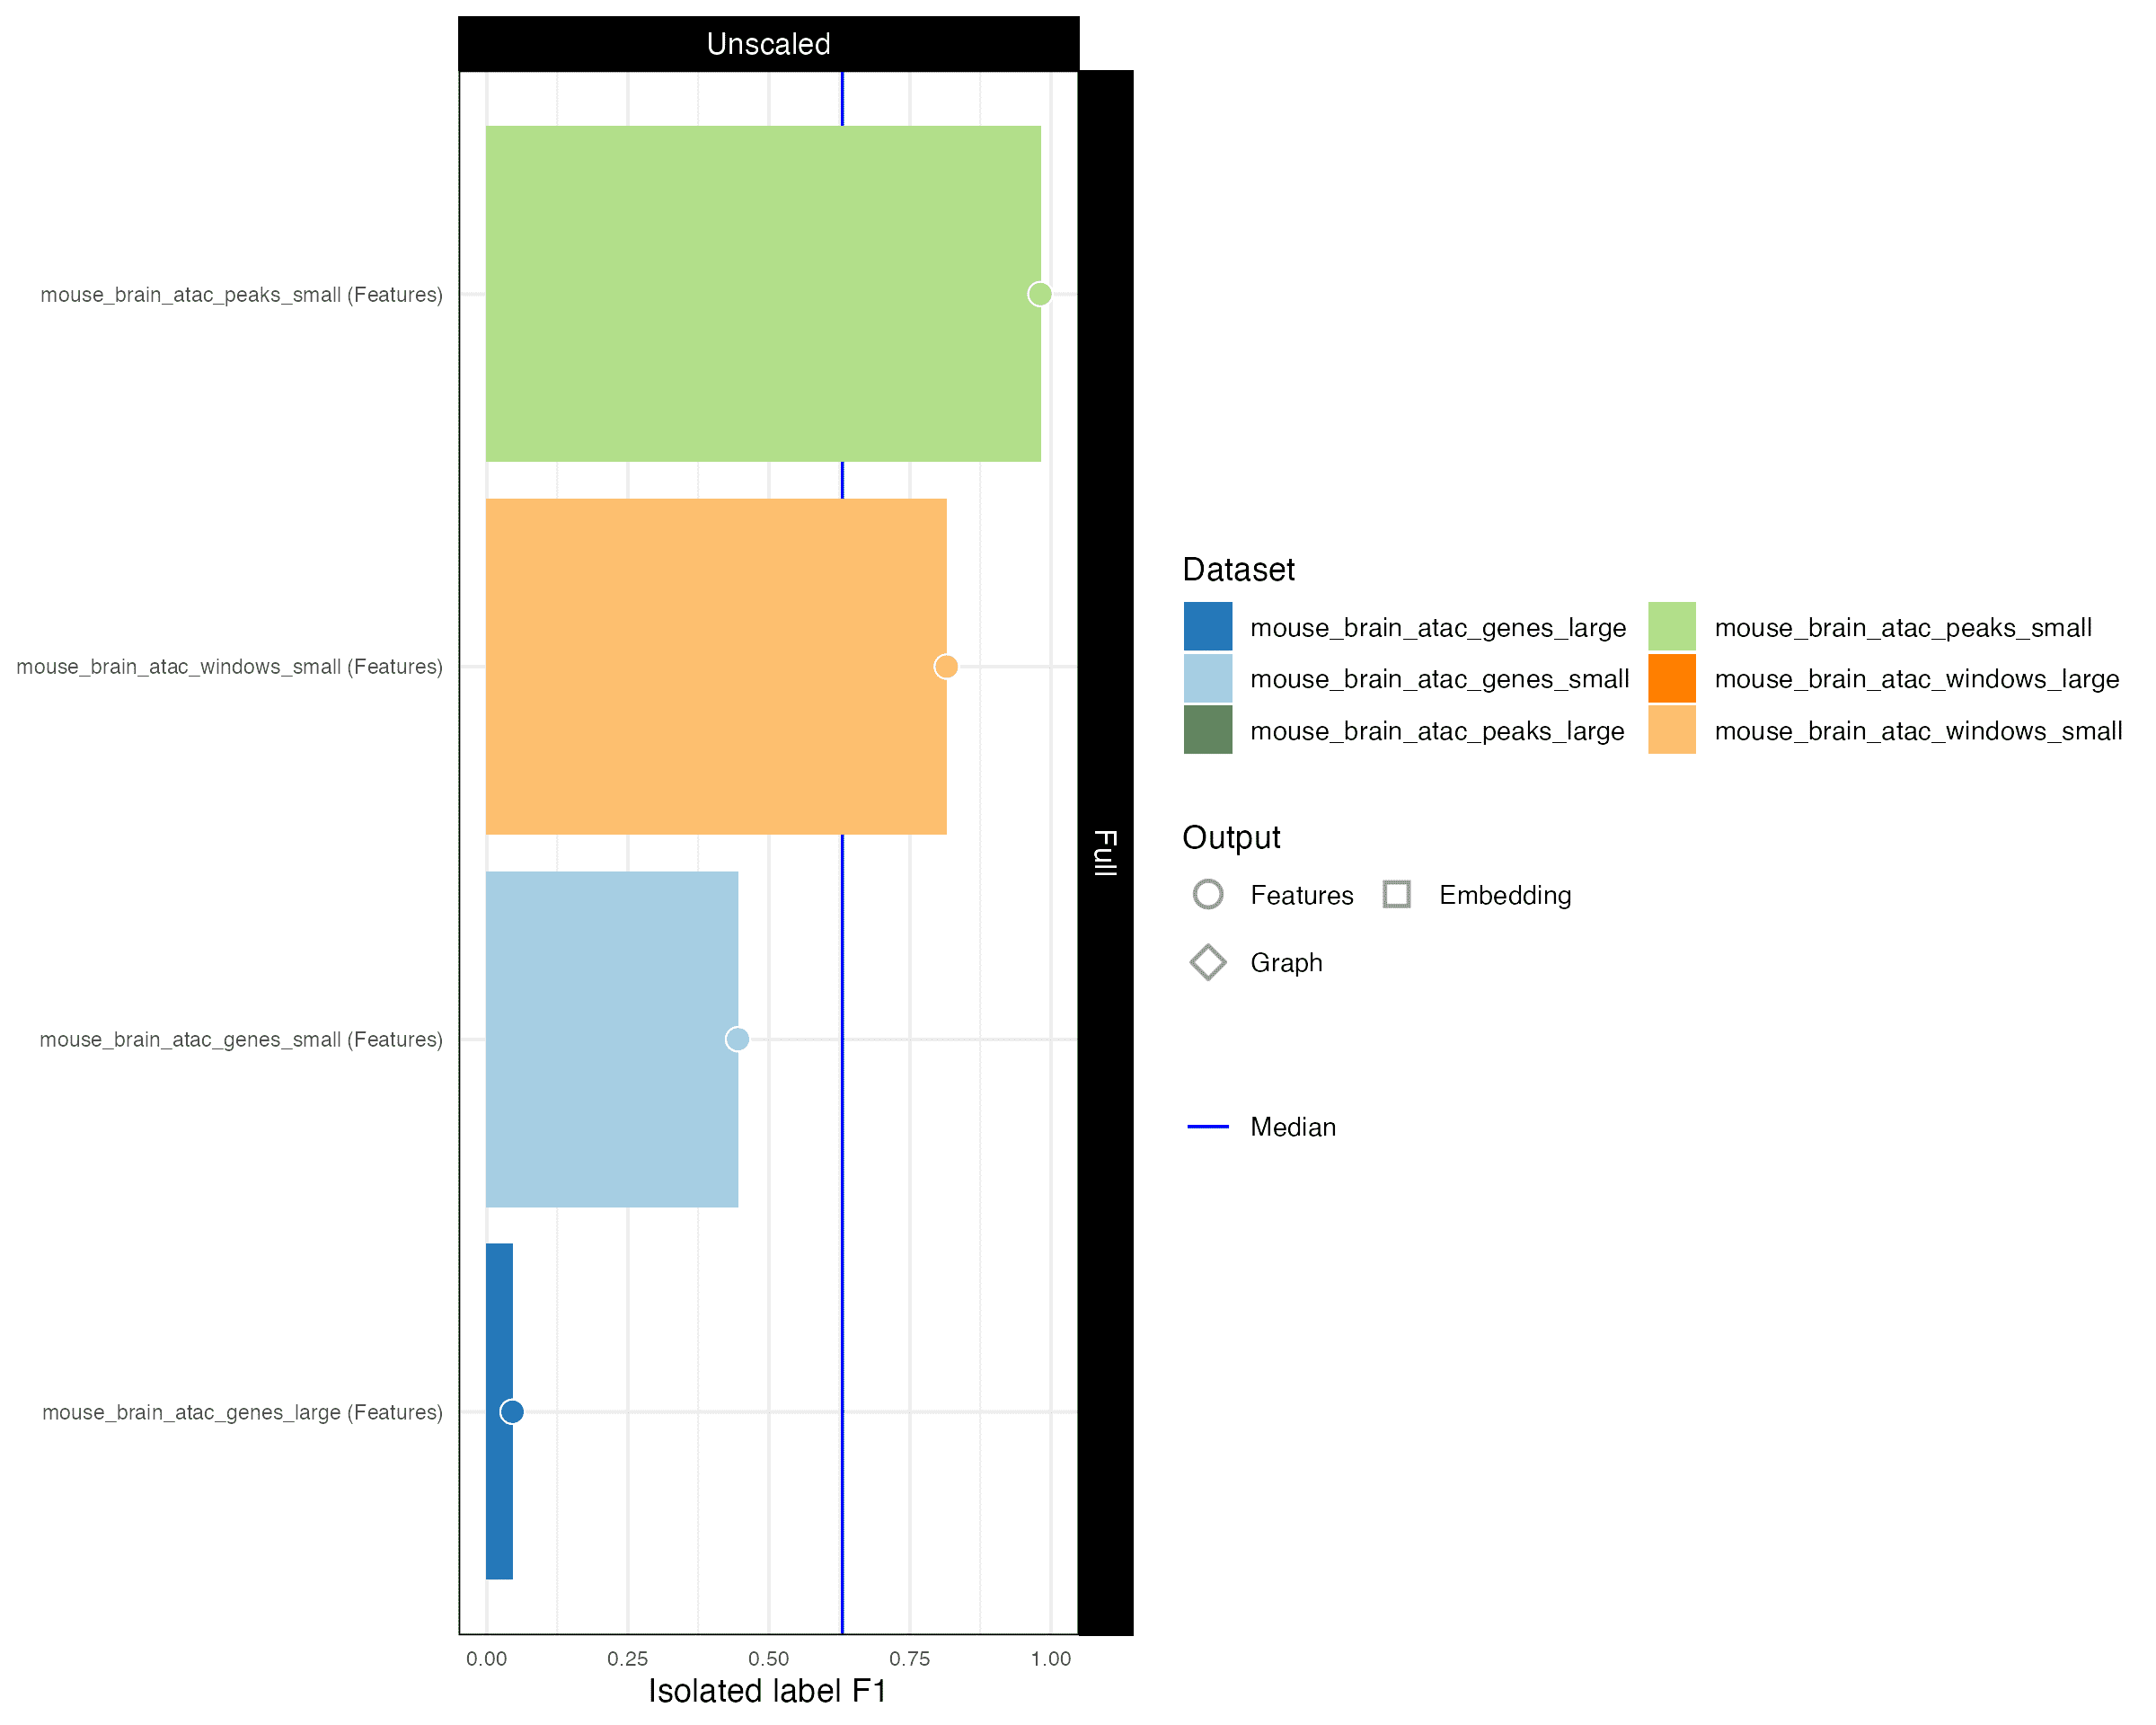 Unscaled
mouse_brain_atac_peaks_small (Features)
mouse_brain_atac_windows_small (Features)
mouse_brain_atac_genes_small (Features)
mouse_brain_atac_genes_large (Features)
0.00 0.25 0.50 0.75 1.00
Isolated label F1
Full
Dataset
mouse_brain_atac_genes_large mouse_brain_atac_peaks_small
mouse_brain_atac_genes_small mouse_brain_atac_windows_large
mouse_brain_atac_peaks_large mouse_brain_atac_windows_small
Output
Features Embedding
Graph
Median